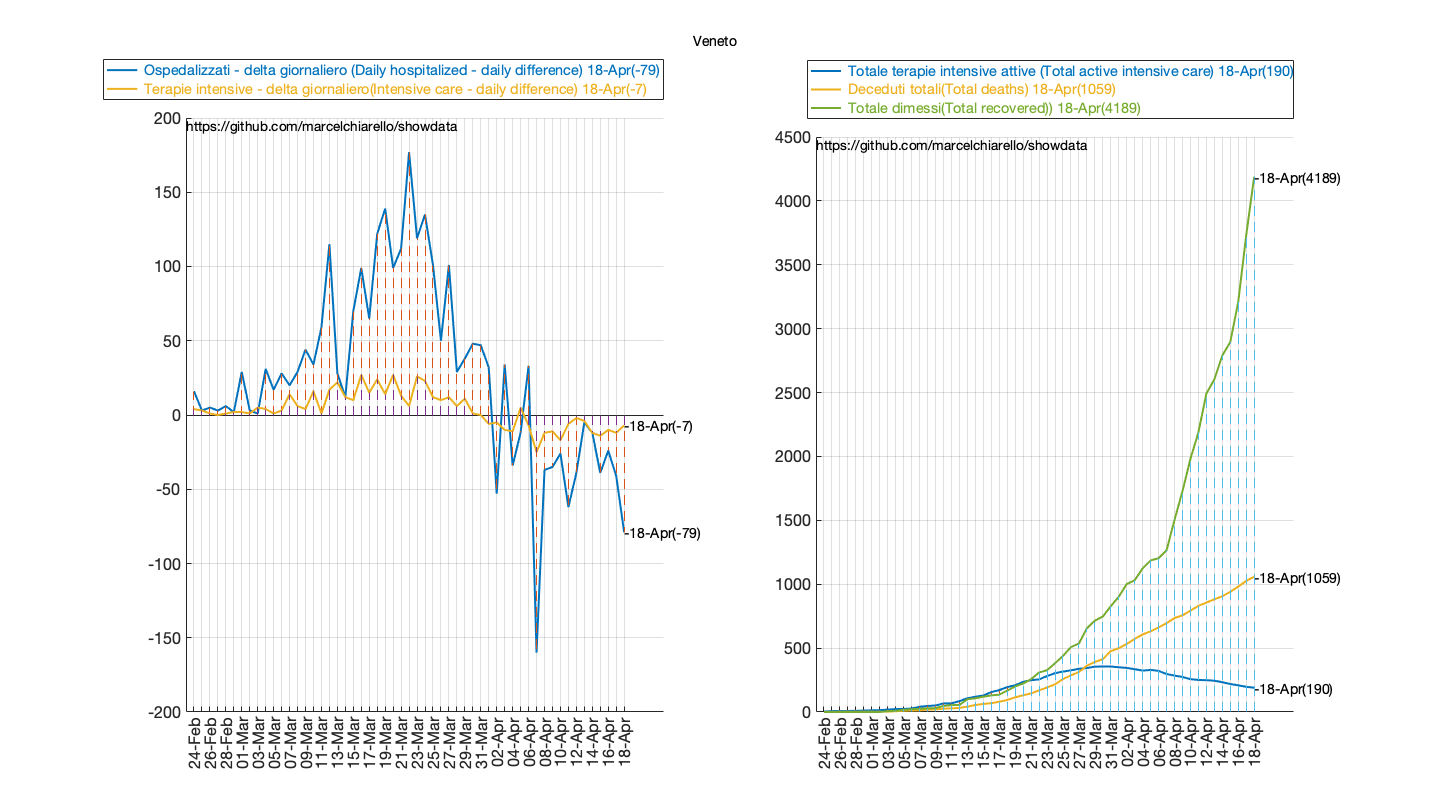 Veneto
Ospedalizzati - delta giornaliero (Daily hospitalized - daily difference) 18-Apr(-79)
Terapie intensive - delta giornaliero(Intensive care - daily difference) 18-Apr(-7)
https://github.com/marcelchiarello/showdata
200
150
100
50
0
-50
-100
-150
-200
18-Apr(-7)
18-Apr(-79)
24-Feb
26-Feb
28-Feb
01-Mar
03-Mar
05-Mar
07-Mar
09-Mar
11-Mar
13-Mar
15-Mar
17-Mar
19-Mar
21-Mar
23-Mar
25-Mar
27-Mar
29-Mar
31-Mar
02-Apr
04-Apr
06-Apr
08-Apr
10-Apr
12-Apr
14-Apr
16-Apr
18-Apr
Totale terapie intensive attive (Total active intensive care) 18-Apr(190)
Deceduti totali(Total deaths) 18-Apr(1059)
Totale dimessi(Total recovered)) 18-Apr(4189)
https://github.com/marcelchiarello/showdata
4500
4000
3500
3000
2500
2000
1500
1000
500
0
18-Apr(4189)
18-Apr(1059)
18-Apr(190)
24-Feb
26-Feb
28-Feb
01-Mar
03-Mar
05-Mar
07-Mar
09-Mar
11-Mar
13-Mar
15-Mar
17-Mar
19-Mar
21-Mar
23-Mar
25-Mar
27-Mar
29-Mar
31-Mar
02-Apr
04-Apr
06-Apr
08-Apr
10-Apr
12-Apr
14-Apr
16-Apr
18-Apr